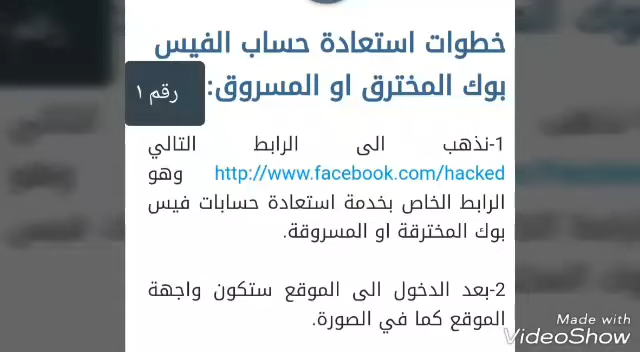 خطوات استعادة حساب الفيس
بوك المخترق او المسروق:
رقم ١
1-نذهب الى الرابط التالي
http://www.facebook.com/hacked وهو
الرابط الخاص بخدمة استعادة حسابات فيس
بوك المخترقة او المسروقة.
2-بعد الدخول الى الموقع ستكون واجهة
الموقع كما في الصورة.
Made with
VideoShow